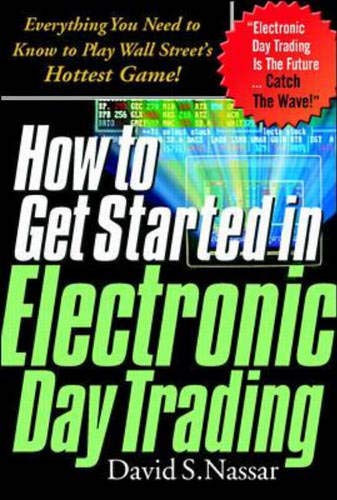 Everything You Need to
Know to Play Wall Street's
Hottest Game!
"Electronic
Day Trading
Is The Future
... Catch
The Wave!"
How to
Get Started in
Electronic
Day Trading
David S. Nassar